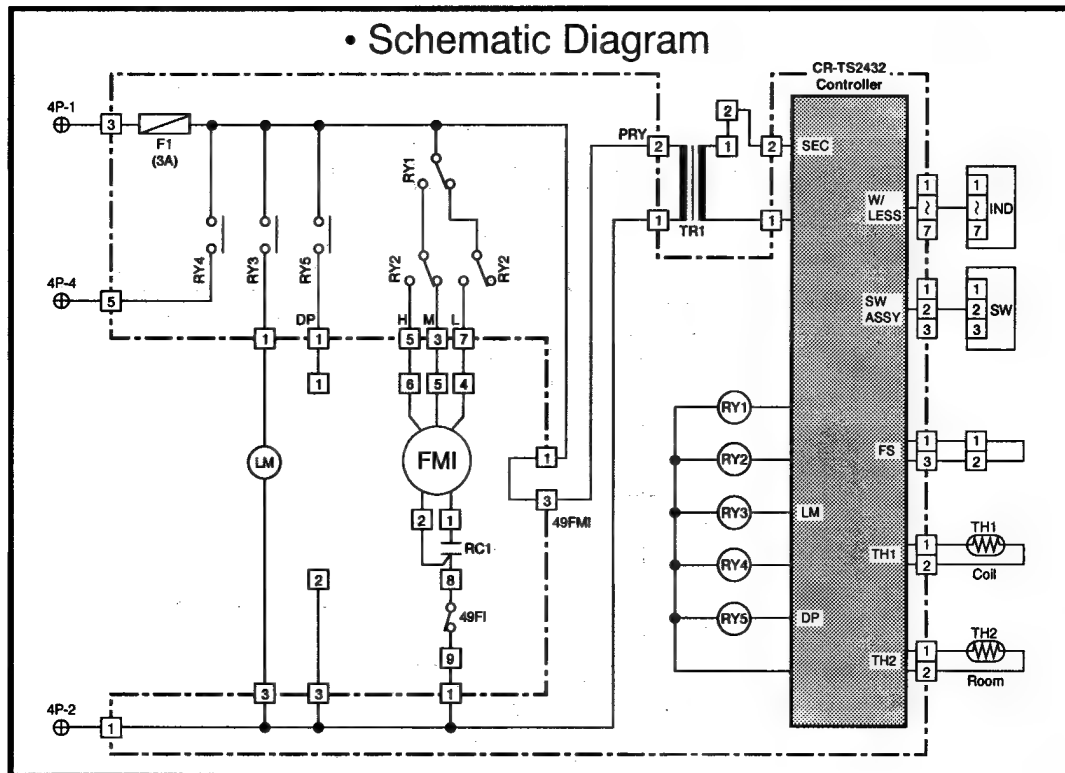 • Schematic Diagram
CR-TS2432
Controller
4P-1
3
F1
(3A)
PRY
2
1
TR1
2
1
2
SEC
1
W/
LESS
1
~
7
1
~
7
IND
RY1
RY4
RY3
RY5
RY2
RY2
4P-4
5
DP
H
M
L
1
1
5
3
7
SW
ASSY
1
2
3
1
2
3
SW
1
6
5
4
LM
FMI
1
3
49FMI
2
1
RC1
2
8
49FI
9
3
3
1
4P-2
1
RY1
RY2
RY3
LM
RY4
RY5
DP
FS
1
3
1
2
TH1
1
2
TH1
Coil
TH2
1
2
TH2
Room